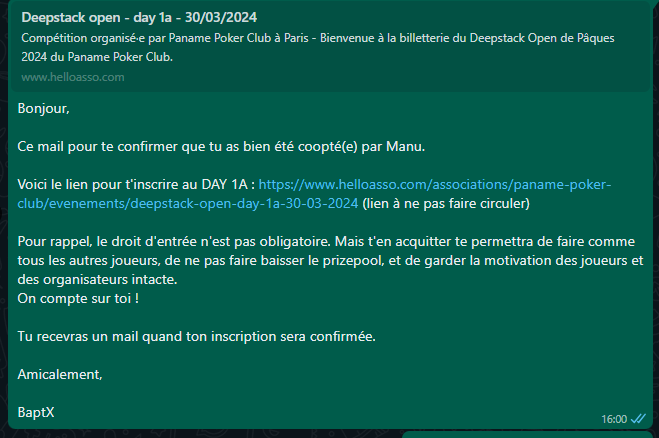 Deepstack open - day 1a - 30/03/2024
Compétition organisé·e par Paname Poker Club à Paris - Bienvenue à la billetterie du Deepstack Open de Pâques
2024 du Paname Poker Club.
www.helloasso.com
Bonjour,
Ce mail pour te confirmer que tu as bien été coopté(e) par Manu.
Voici le lien pour t'inscrire au DAY 1A : https://www.helloasso.com/associations/paname-poker-
club/evenements/deepstack-open-day-1a-30-03-2024 (lien à ne pas faire circuler)
Pour rappel, le droit d'entrée n'est pas obligatoire. Mais t'en acquitter te permettra de faire comme
tous les autres joueurs, de ne pas faire baisser le prizepool, et de garder la motivation des joueurs et
des organisateurs intacte.
On compte sur toi !
Tu recevras un mail quand ton inscription sera confirmée.
Amicalement,
BaptX
16:00